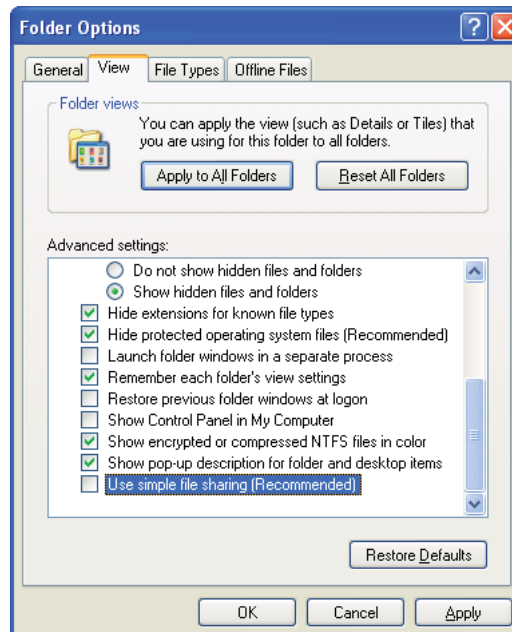 Folder Options
General View File Types Offline Files
Folder views
You can apply the view (such as Details or Tiles) that
you are using for this folder to all folders.
Apply to All Folders Reset All Folders
Advanced settings:
Do not show hidden files and folders
Show hidden files and folders
Hide extensions for known file types
Hide protected operating system files (Recommended)
Launch folder windows in a separate process
Remember each folder's view settings
Restore previous folder windows at logon
Show Control Panel in My Computer
Show encrypted or compressed NTFS files in color
Show pop-up description for folder and desktop items
Use simple file sharing (Recommended)
Restore Defaults
OK Cancel Apply